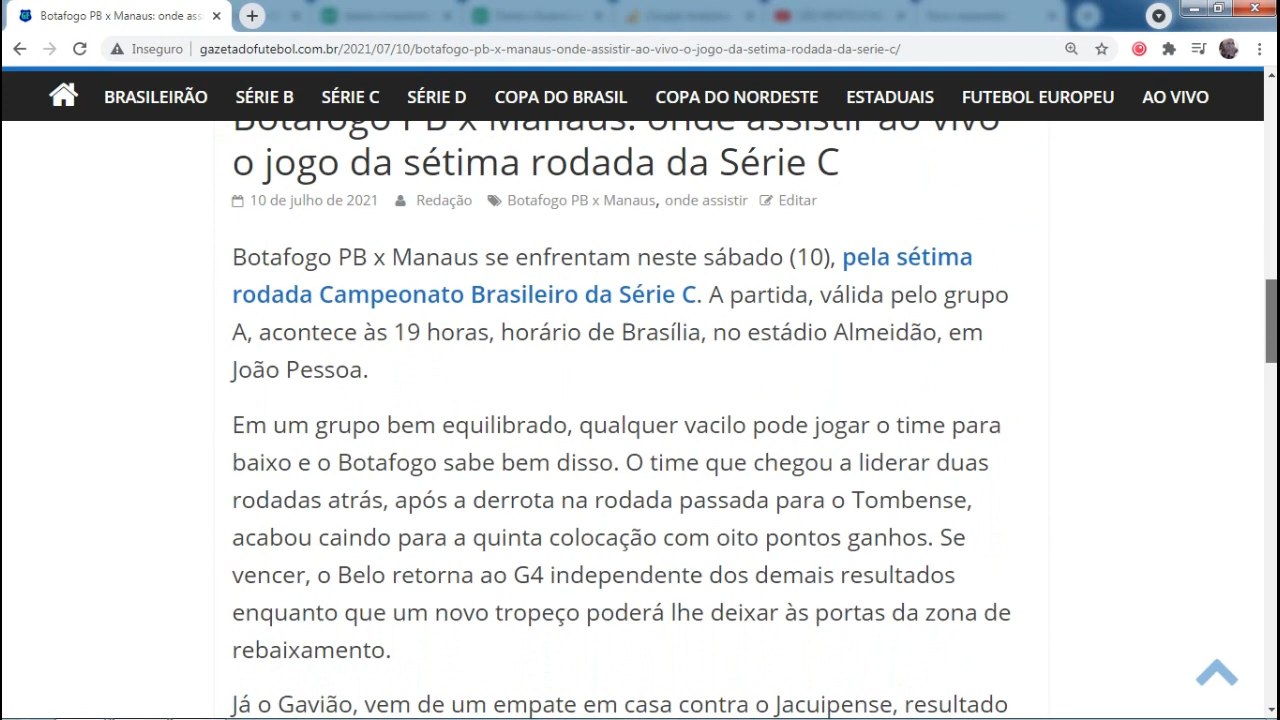 Botafogo PB x Manaus: onde ass
Inseguro gazetadofutebol.com.br/2021/07/10/botafogo-pb-x-manaus-onde-assistir-ao-vivo-o-jogo-da-setima-rodada-da-serie-c/
BRASILEIRÃO SÉRIE B SÉRIE C SÉRIE D COPA DO BRASIL COPA DO NORDESTE ESTADUAIS FUTEBOL EUROPEU AO VIVO
Botafogo PB x Manaus: onde assistir ao vivo
o jogo da sétima rodada da Série C
10 de julho de 2021 Redação Botafogo PB x Manaus, onde assistir Editar
Botafogo PB x Manaus se enfrentam neste sábado (10), pela sétima
rodada Campeonato Brasileiro da Série C. A partida, válida pelo grupo
A, acontece às 19 horas, horário de Brasília, no estádio Almeidão, em
João Pessoa.
Em um grupo bem equilibrado, qualquer vacilo pode jogar o time para
baixo e o Botafogo sabe bem disso. O time que chegou a liderar duas
rodadas atrás, após a derrota na rodada passada para o Tombense,
acabou caindo para a quinta colocação com oito pontos ganhos. Se
vencer, o Belo retorna ao G4 independente dos demais resultados
enquanto que um novo tropeço poderá lhe deixar às portas da zona de
rebaixamento.
Já o Gavião, vem de um empate em casa contra o Jacuipense, resultado